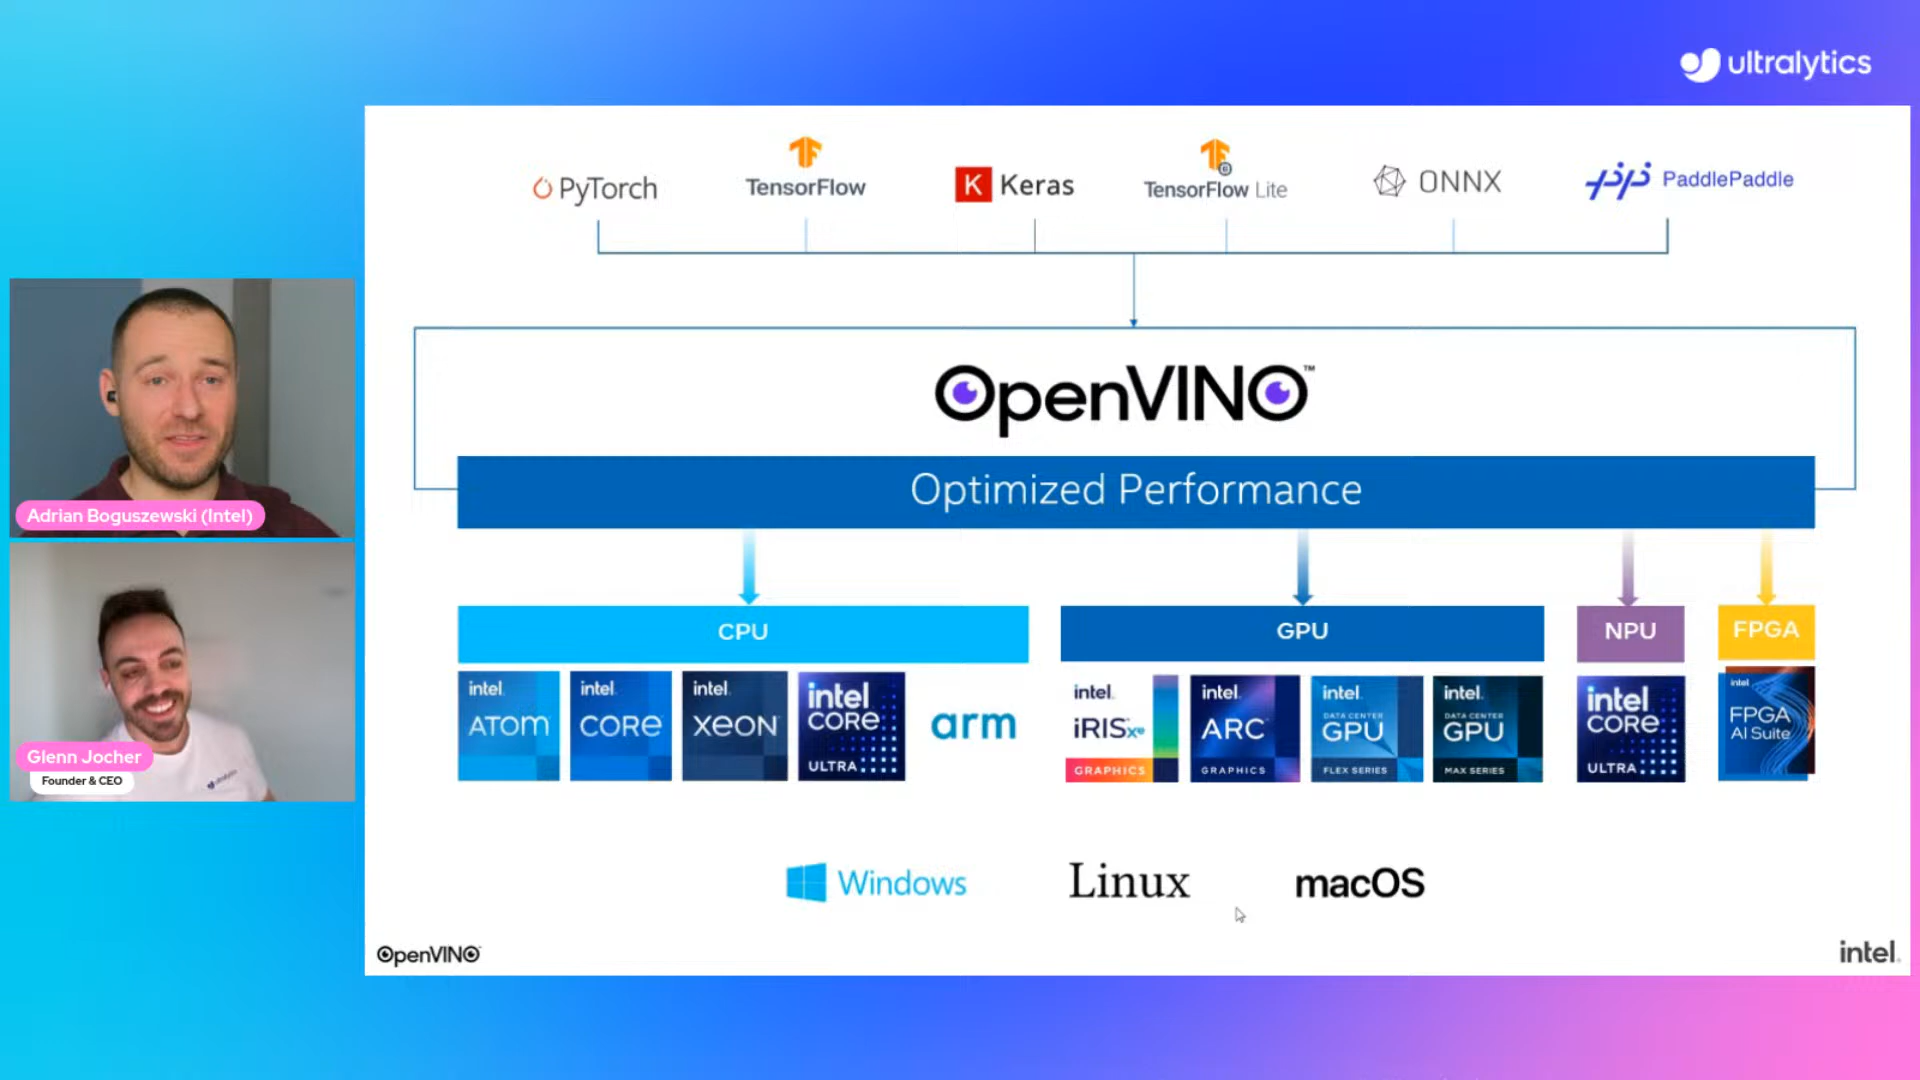 ultralytics
PyTorch
TensorFlow
Keras
TensorFlow Lite
ONNX
PaddlePaddle
OpenVINO™
Optimized Performance
CPU
GPU
NPU
FPGA
intel. ATOM
intel. CORE
intel. XEON
intel CORE ULTRA
arm
intel. iRIS Xe GRAPHICS
intel. ARC GRAPHICS
intel. DATA CENTER GPU FLEX SERIES
intel. DATA CENTER GPU MAX SERIES
intel CORE ULTRA
intel FPGA AI Suite
Windows
Linux
macOS
OpenVINO
intel.
Adrian Boguszewski (Intel)
Glenn Jocher
Founder & CEO
ultralytics